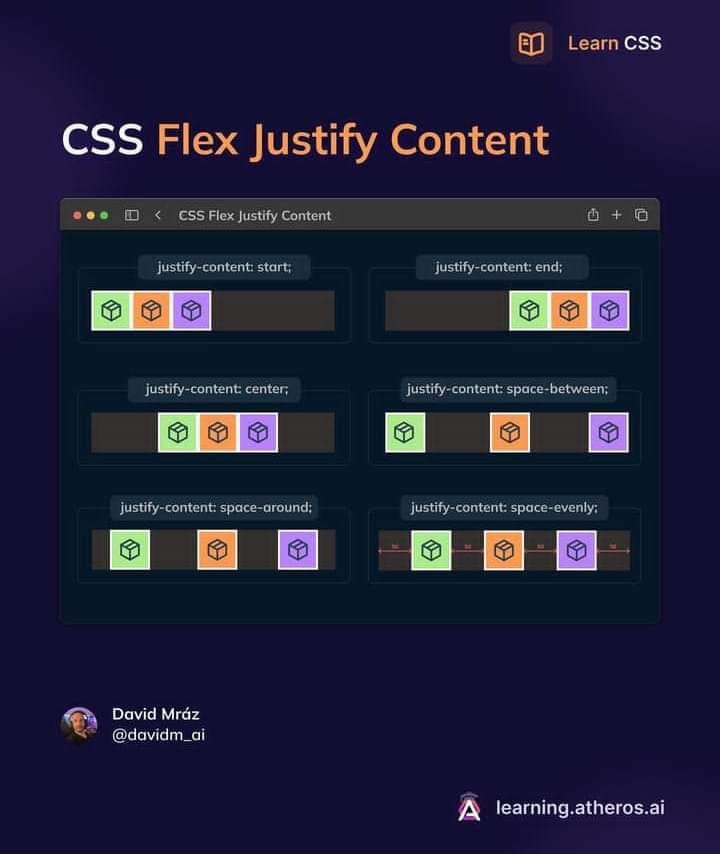 Learn CSS
CSS Flex Justify Content
CSS Flex Justify Content
justify-content: start;
justify-content: end;
justify-content: center;
justify-content: space-between;
justify-content: space-around;
justify-content: space-evenly;
David Mráz
@davidm_ai
learning.atheros.ai